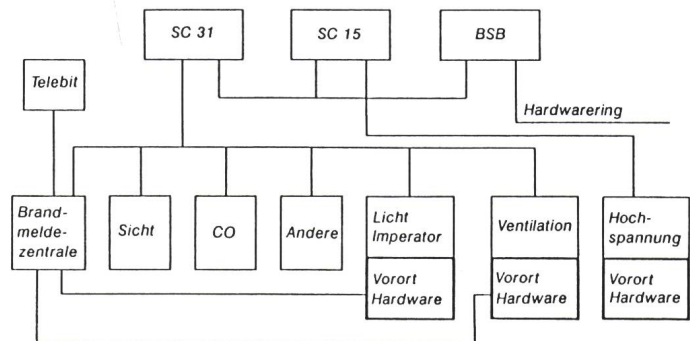 SC 31
SC 15
BSB
Telebit
Hardwarering
Brand-
melde-
zentrale
Sicht
CO
Andere
Licht
Imperator
Vorort
Hardware
Ventilation
Vorort
Hardware
Hoch-
spannung
Vorort
Hardware